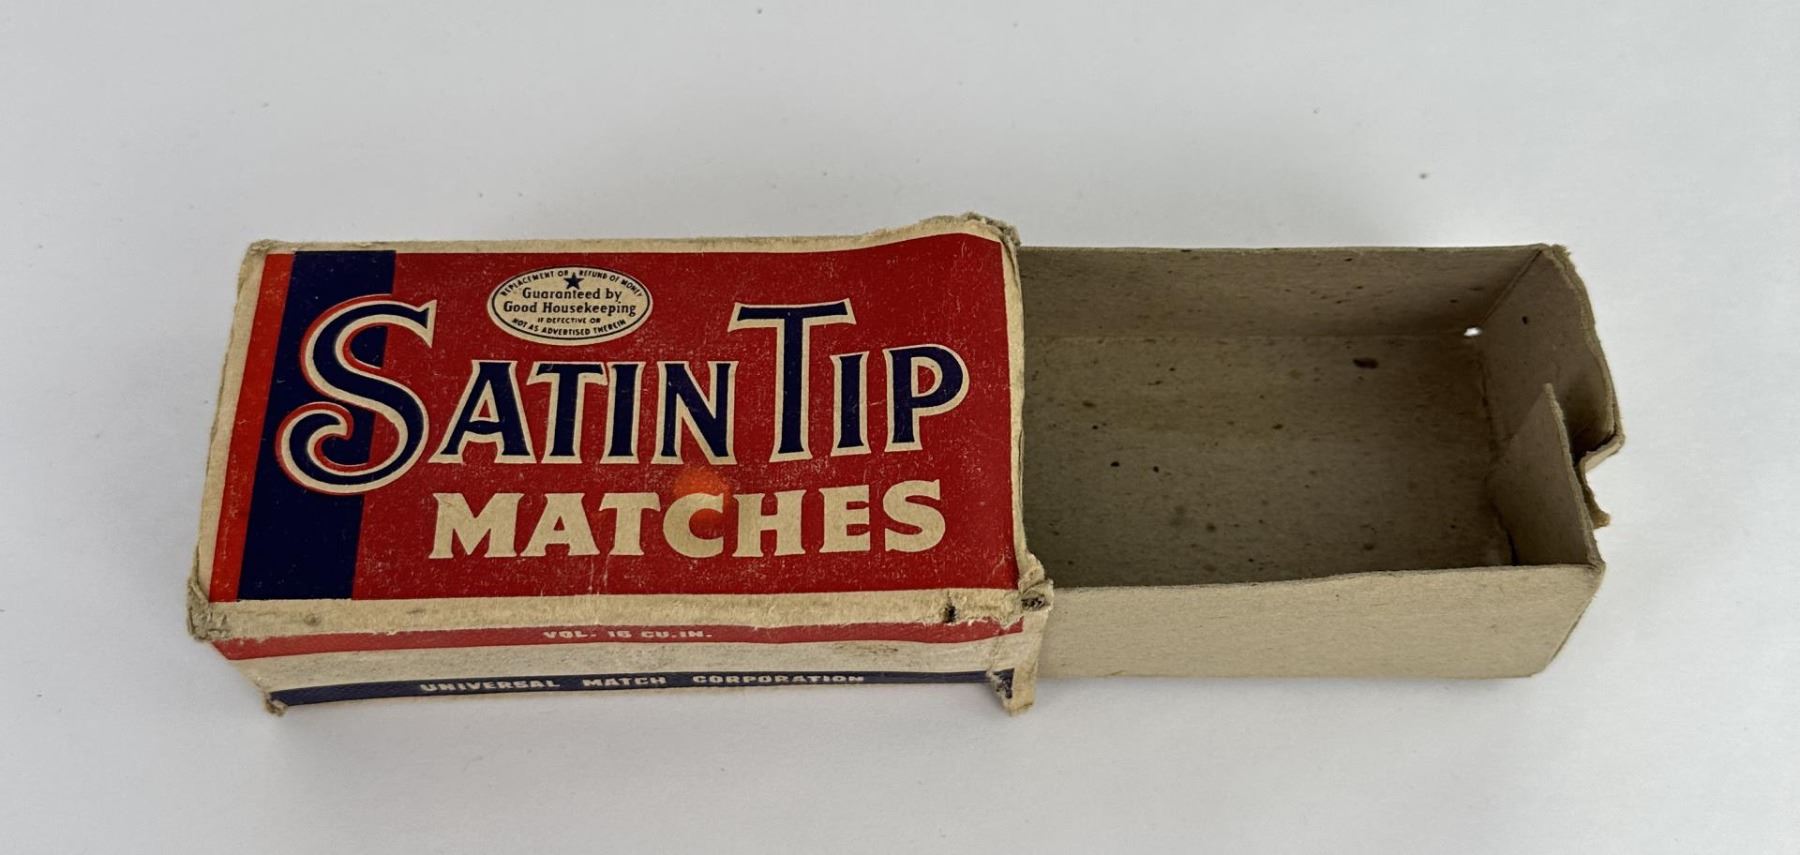 REPLACEMENT OR REFUND OF MONEY
Guaranteed by
Good Housekeeping
IF DEFECTIVE OR
NOT AS ADVERTISED THEREIN
SATIN TIP
MATCHES
VOL. 16 CU.IN.
UNIVERSAL MATCH CORPORATION